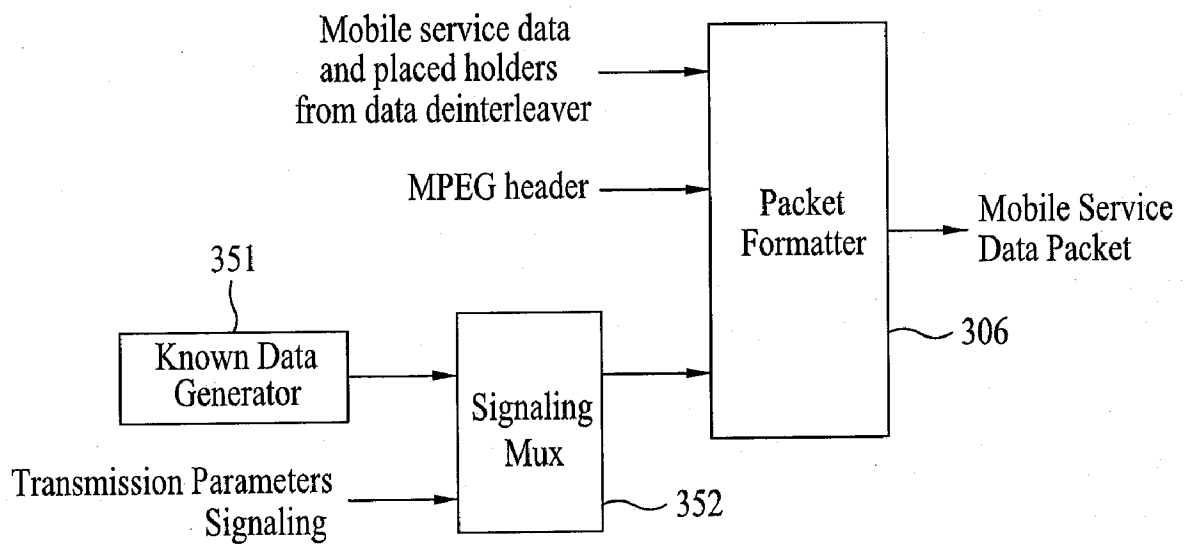 Mobile service data
and placed holders
from data deinterleaver
MPEG header
Packet
Formatter
Mobile Service
Data Packet
306
351
Known Data
Generator
Signaling
Mux
352
Transmission Parameters
Signaling